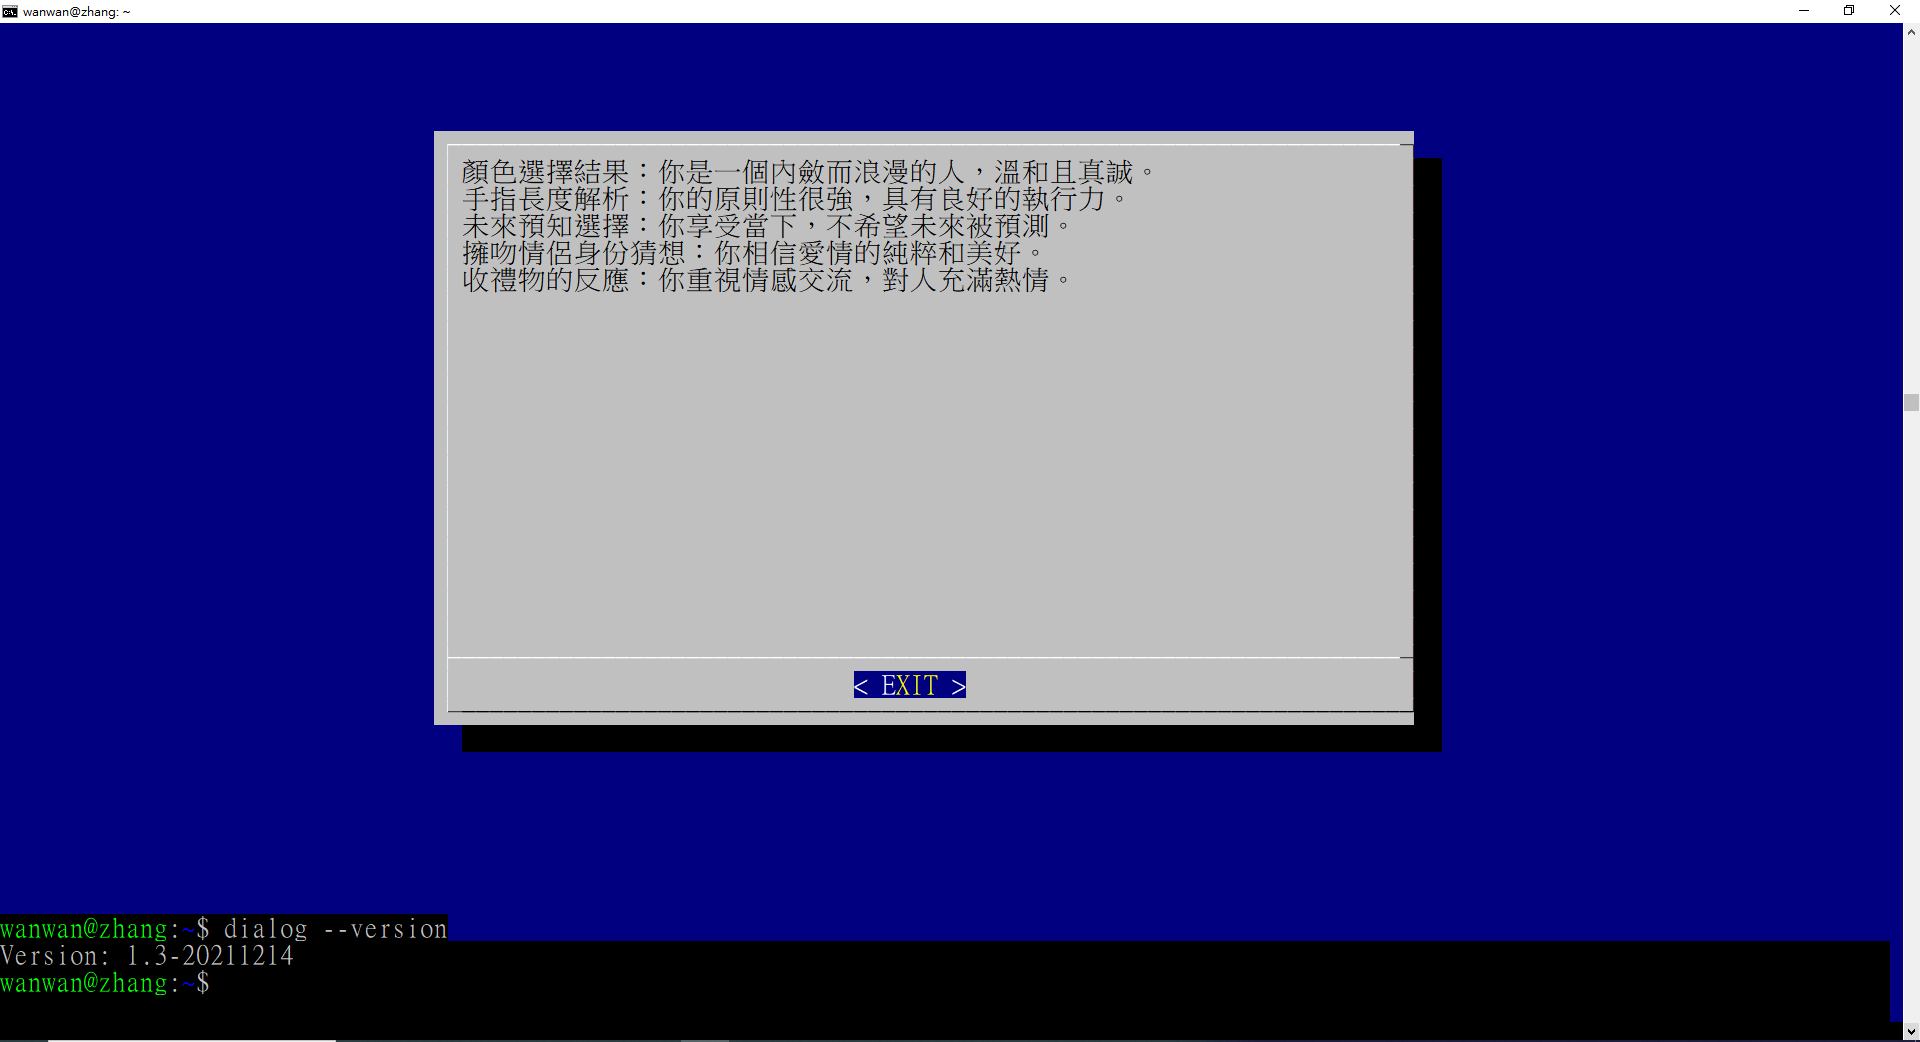 wanwan@zhang: ~
顏色選擇結果：你是一個內斂而浪漫的人，溫和且真誠。
手指長度解析：你的原則性很強，具有良好的執行力。
未來預知選擇：你享受當下，不希望未來被預測。
擁吻情侶身份猜想：你相信愛情的純粹和美好。
收禮物的反應：你重視情感交流，對人充滿熱情。
< EXIT >
wanwan@zhang:~$ dialog --version
Version: 1.3-20211214
wanwan@zhang:~$